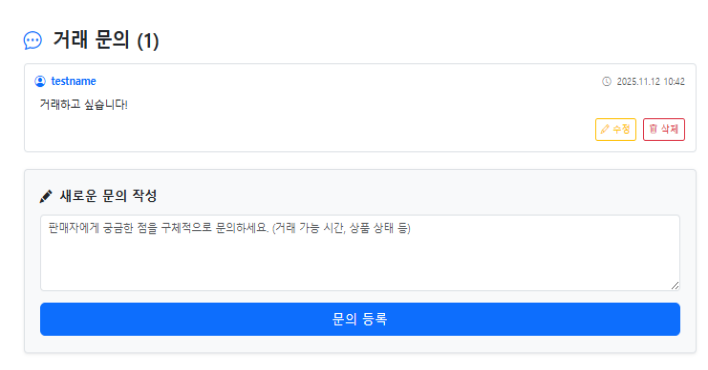 거래 문의 (1)
testname
2025.11.12 10:42
거래하고 싶습니다!
수정
삭제
새로운 문의 작성
판매자에게 궁금한 점을 구체적으로 문의하세요. (거래 가능 시간, 상품 상태 등)
문의 등록